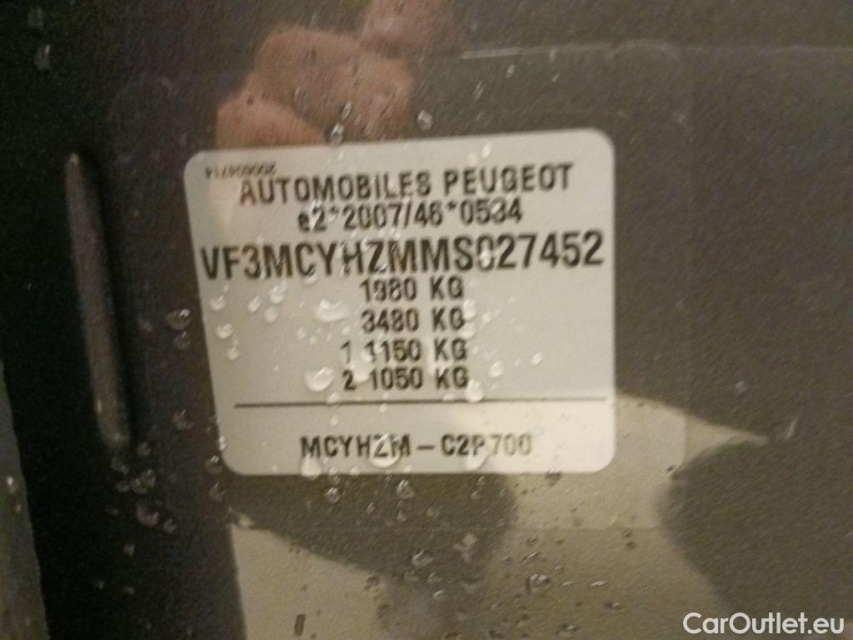 200604714
AUTOMOBILES PEUGEOT
e2*2007/46*0534
VF3MCYHZMMS027452
1980 KG
3480 KG
1 1150 KG
2 1050 KG
MCYHZM - C2P700
CarOutlet.eu